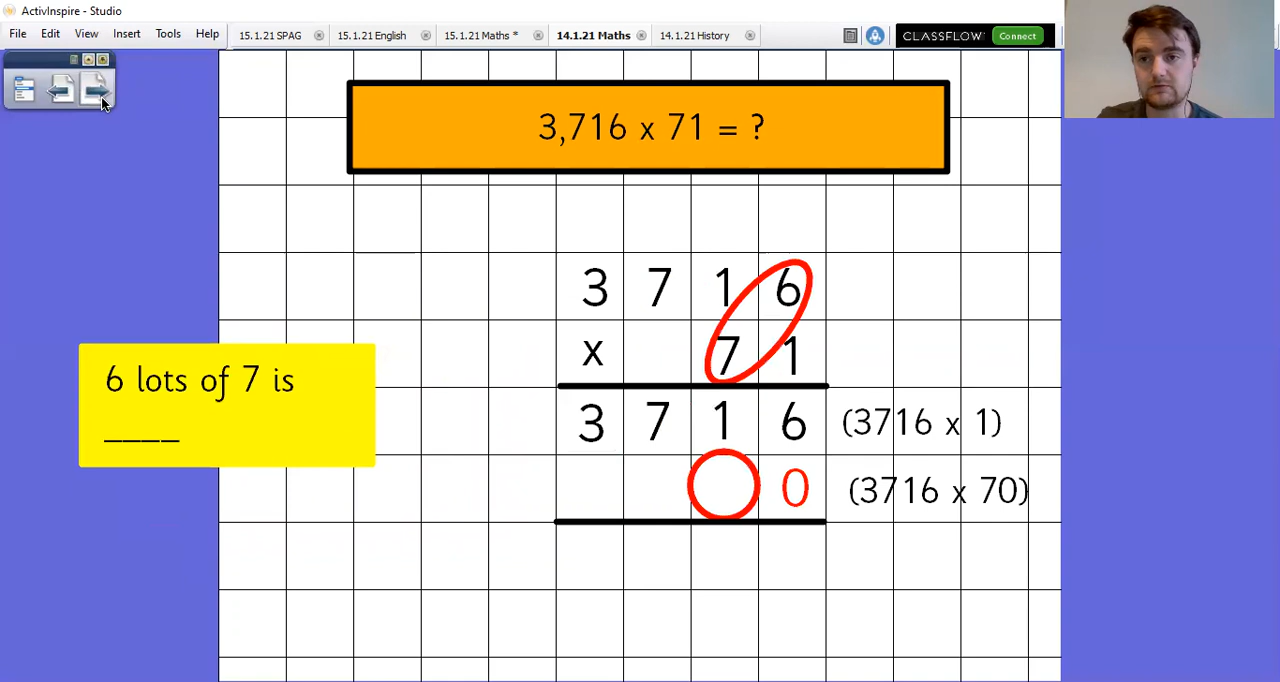 ActivInspire - Studio
File Edit View Insert Tools Help
15.1.21 SPAG 15.1.21 English 15.1.21 Maths * 14.1.21 Maths 14.1.21 History
CLASSFLOW Connect
3,716 x 71 = ?
3 7 1 6
x 7 1
3 7 1 6 (3716 x 1)
0 (3716 x 70)
6 lots of 7 is
____